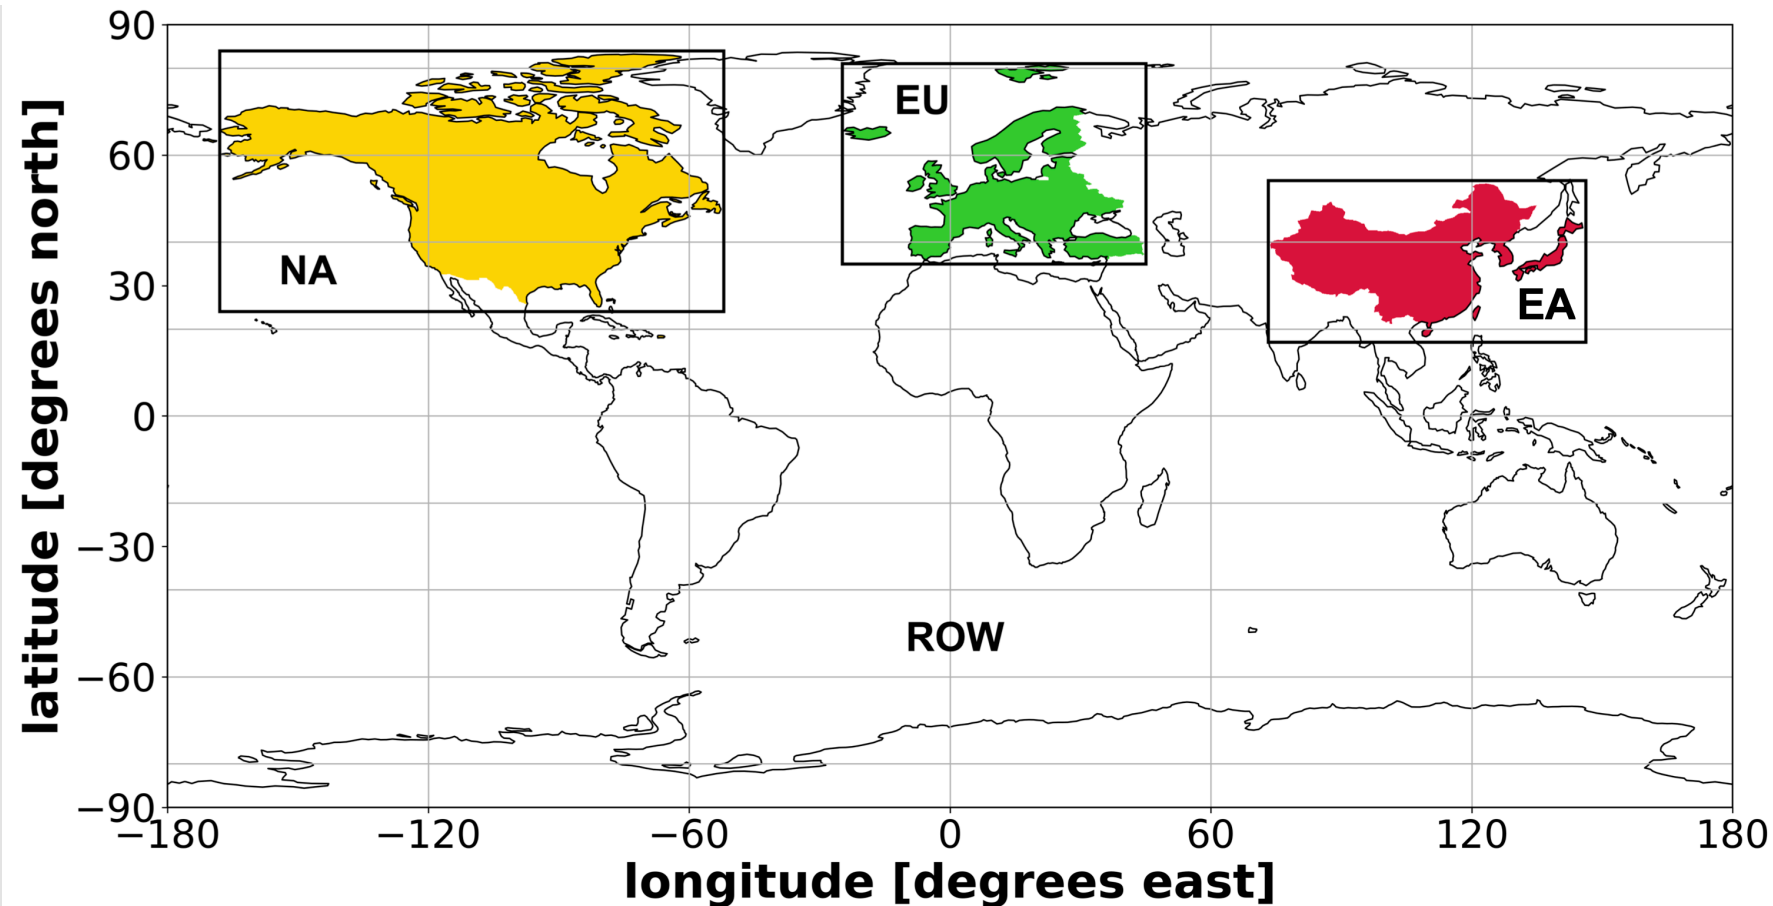 90
60
30
0
−30
−60
−90
latitude [degrees north]
NA
EU
EA
ROW
−180
−120
−60
0
60
120
180
longitude [degrees east]